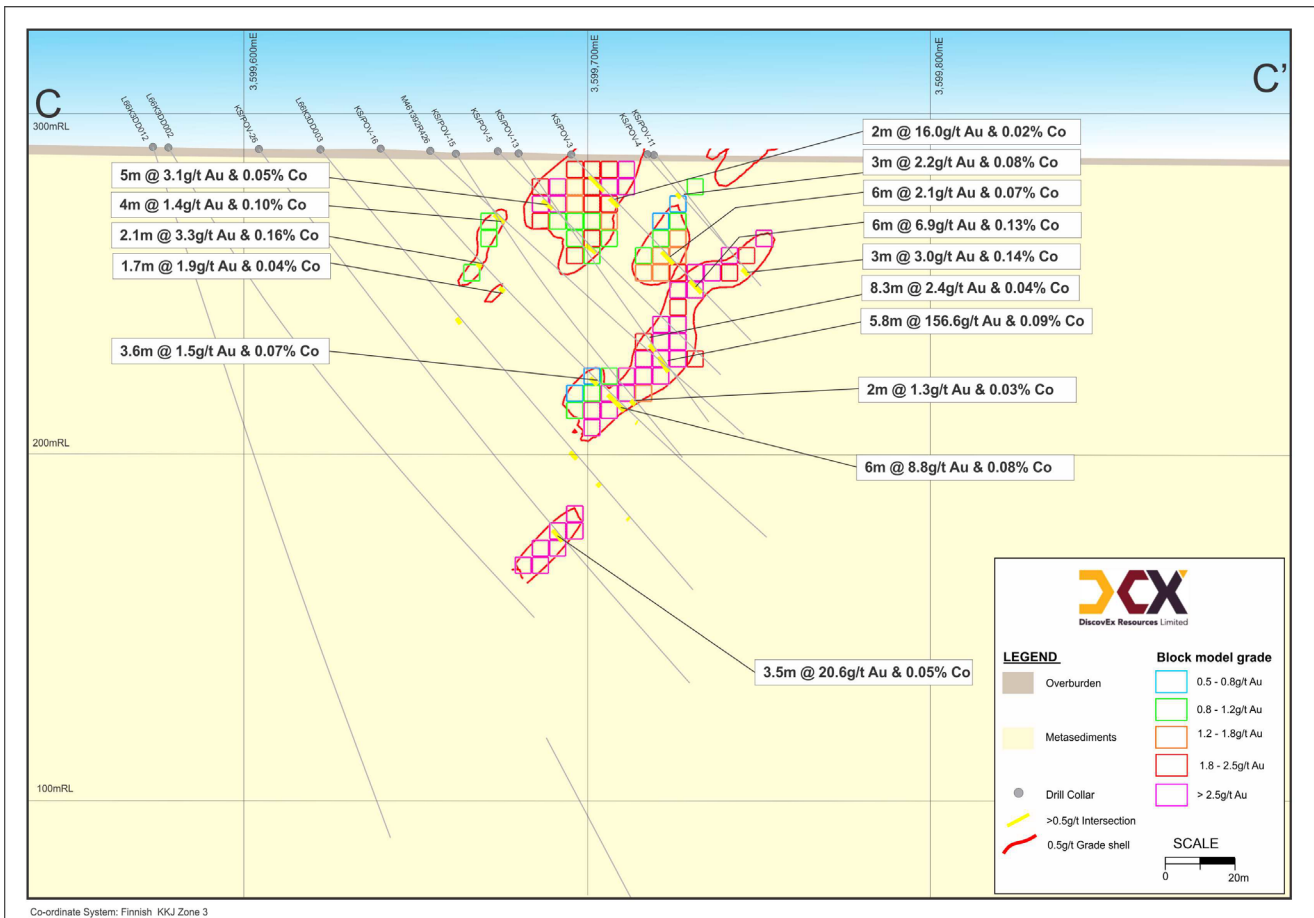 C
C'
3,599,600mE
3,599,700mE
3,599,800mE
L66K3DD012
L66K3DD002
KS/POV-26
L66K3DD003
KS/POV-16
M461392R426
KS/POV-15
KS/POV-5
KS/POV-13
KS/POV-3
KS/POV-4
KS/POV-11
300mRL
200mRL
100mRL
5m @ 3.1g/t Au & 0.05% Co
4m @ 1.4g/t Au & 0.10% Co
2.1m @ 3.3g/t Au & 0.16% Co
1.7m @ 1.9g/t Au & 0.04% Co
3.6m @ 1.5g/t Au & 0.07% Co
2m @ 16.0g/t Au & 0.02% Co
3m @ 2.2g/t Au & 0.08% Co
6m @ 2.1g/t Au & 0.07% Co
6m @ 6.9g/t Au & 0.13% Co
3m @ 3.0g/t Au & 0.14% Co
8.3m @ 2.4g/t Au & 0.04% Co
5.8m @ 156.6g/t Au & 0.09% Co
2m @ 1.3g/t Au & 0.03% Co
6m @ 8.8g/t Au & 0.08% Co
3.5m @ 20.6g/t Au & 0.05% Co
DCX
DiscovEx Resources Limited
LEGEND
Overburden
Metasediments
Drill Collar
>0.5g/t Intersection
0.5g/t Grade shell
Block model grade
0.5 - 0.8g/t Au
0.8 - 1.2g/t Au
1.2 - 1.8g/t Au
1.8 - 2.5g/t Au
> 2.5g/t Au
SCALE
0 20m
Co-ordinate System: Finnish KKJ Zone 3